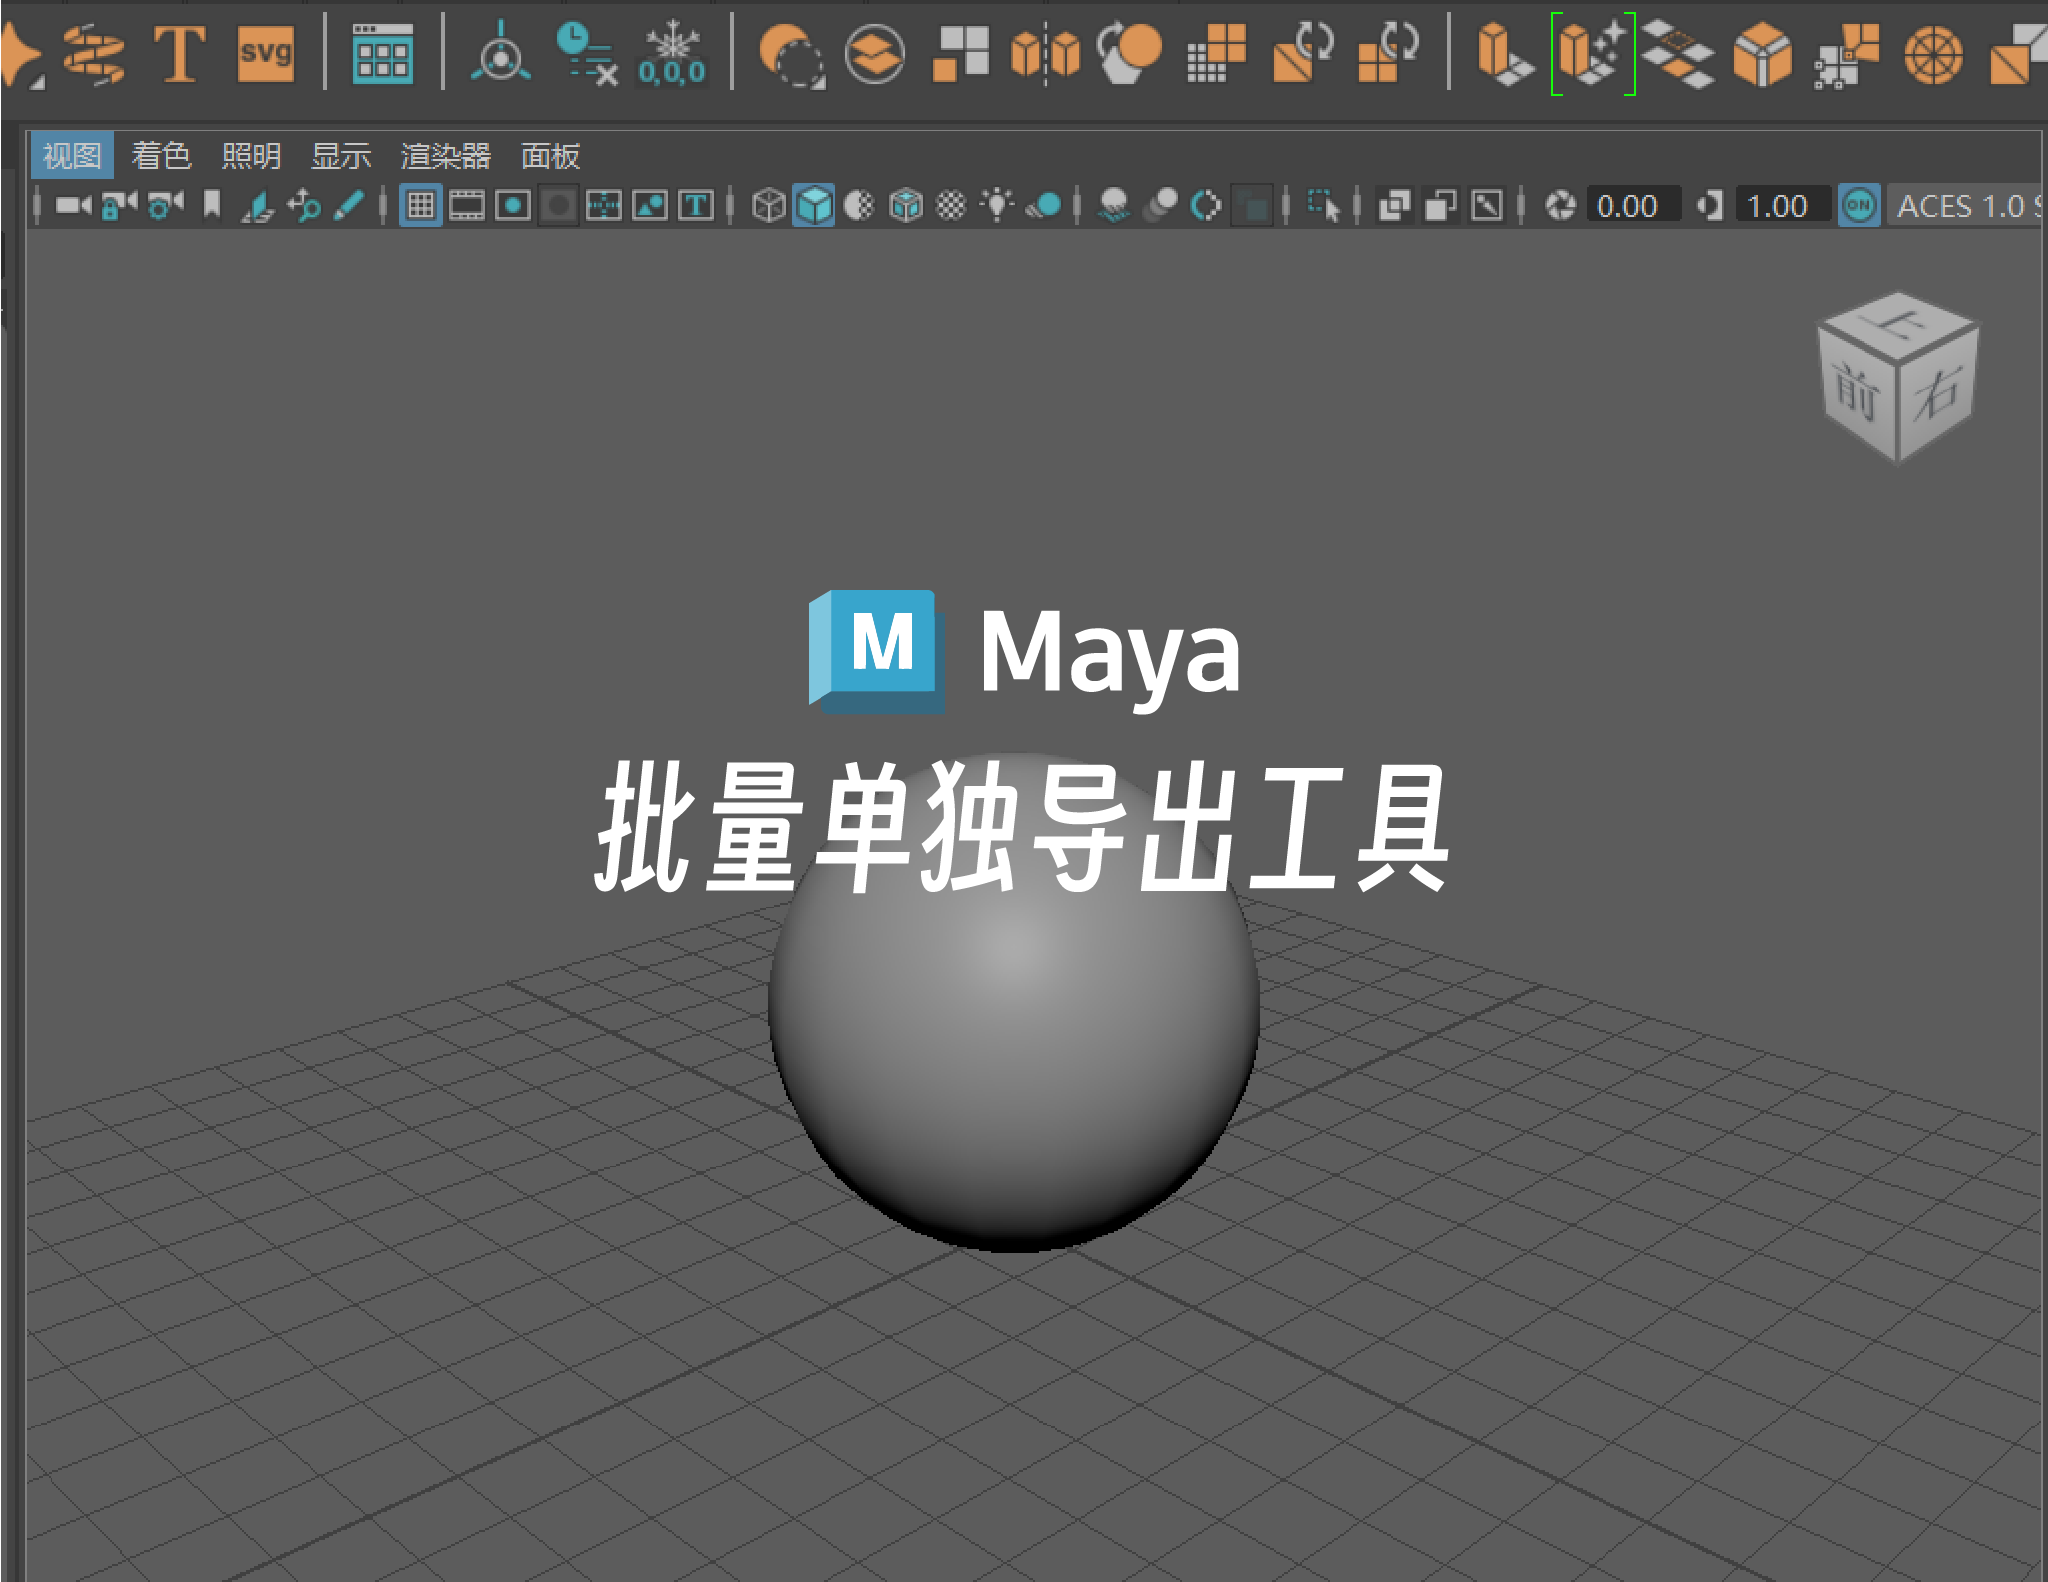 T svg 0,0,0
视图 着色 照明 显示 渲染器 面板
T 0.00 1.00 ON ACES 1.0 S
上
前 右
M Maya
批量单独导出工具